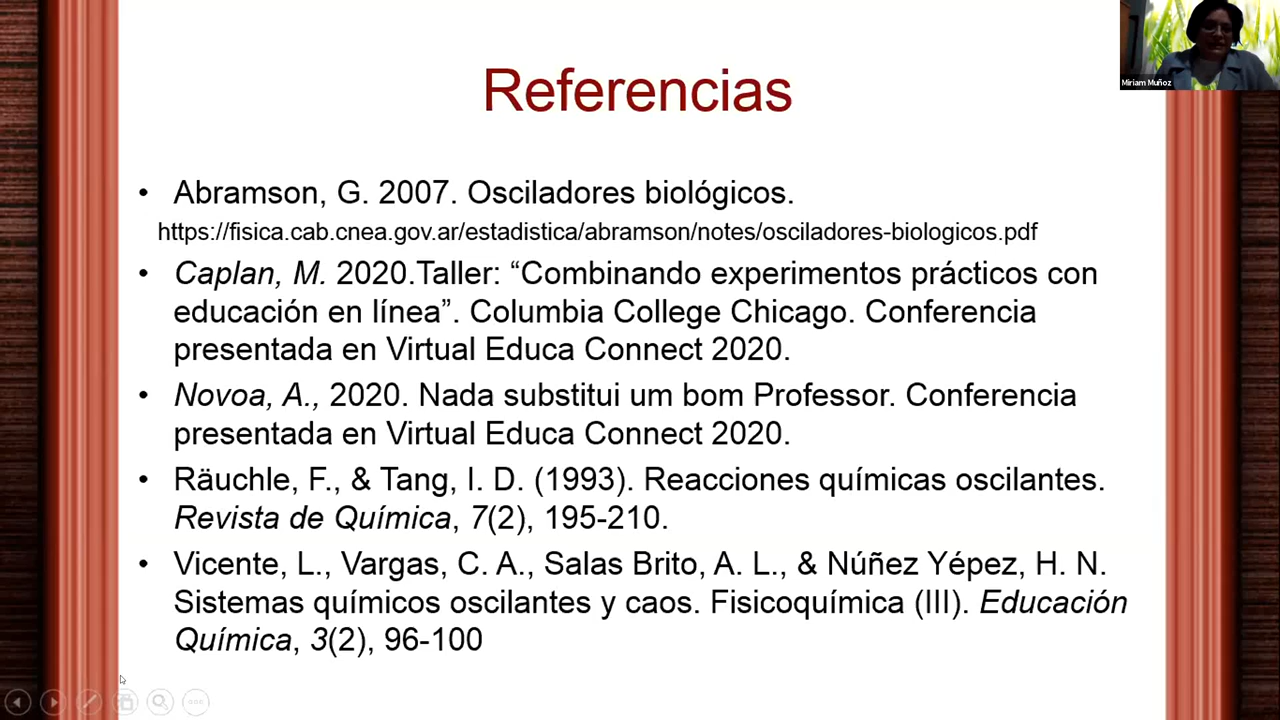 Referencias
Miriam Muñoz
• Abramson, G. 2007. Osciladores biológicos.
https://fisica.cab.cnea.gov.ar/estadistica/abramson/notes/osciladores-biologicos.pdf
• Caplan, M. 2020.Taller: “Combinando experimentos prácticos con
educación en línea”. Columbia College Chicago. Conferencia
presentada en Virtual Educa Connect 2020.
• Novoa, A., 2020. Nada substitui um bom Professor. Conferencia
presentada en Virtual Educa Connect 2020.
• Räuchle, F., & Tang, I. D. (1993). Reacciones químicas oscilantes.
Revista de Química, 7(2), 195-210.
• Vicente, L., Vargas, C. A., Salas Brito, A. L., & Núñez Yépez, H. N.
Sistemas químicos oscilantes y caos. Fisicoquímica (III). Educación
Química, 3(2), 96-100